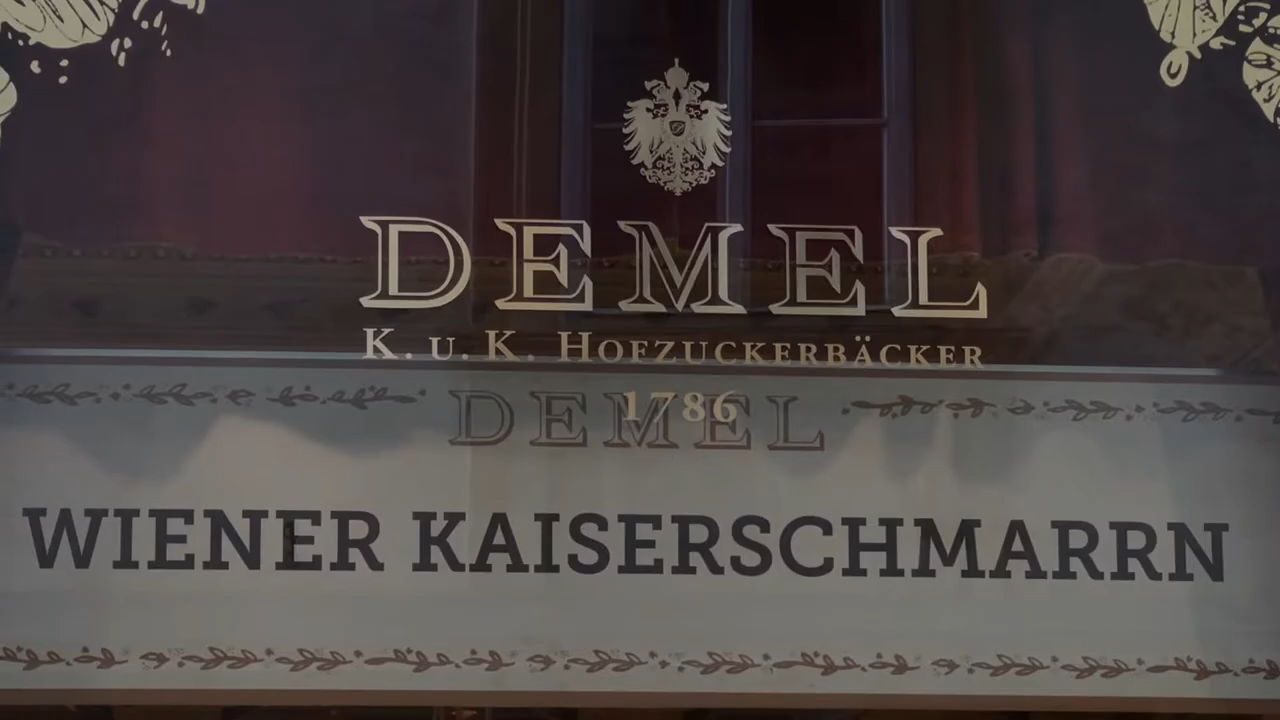 DEMEL
K. u. K. HOFZUCKERBÄCKER
1786
DEMEL
WIENER KAISERSCHMARRN